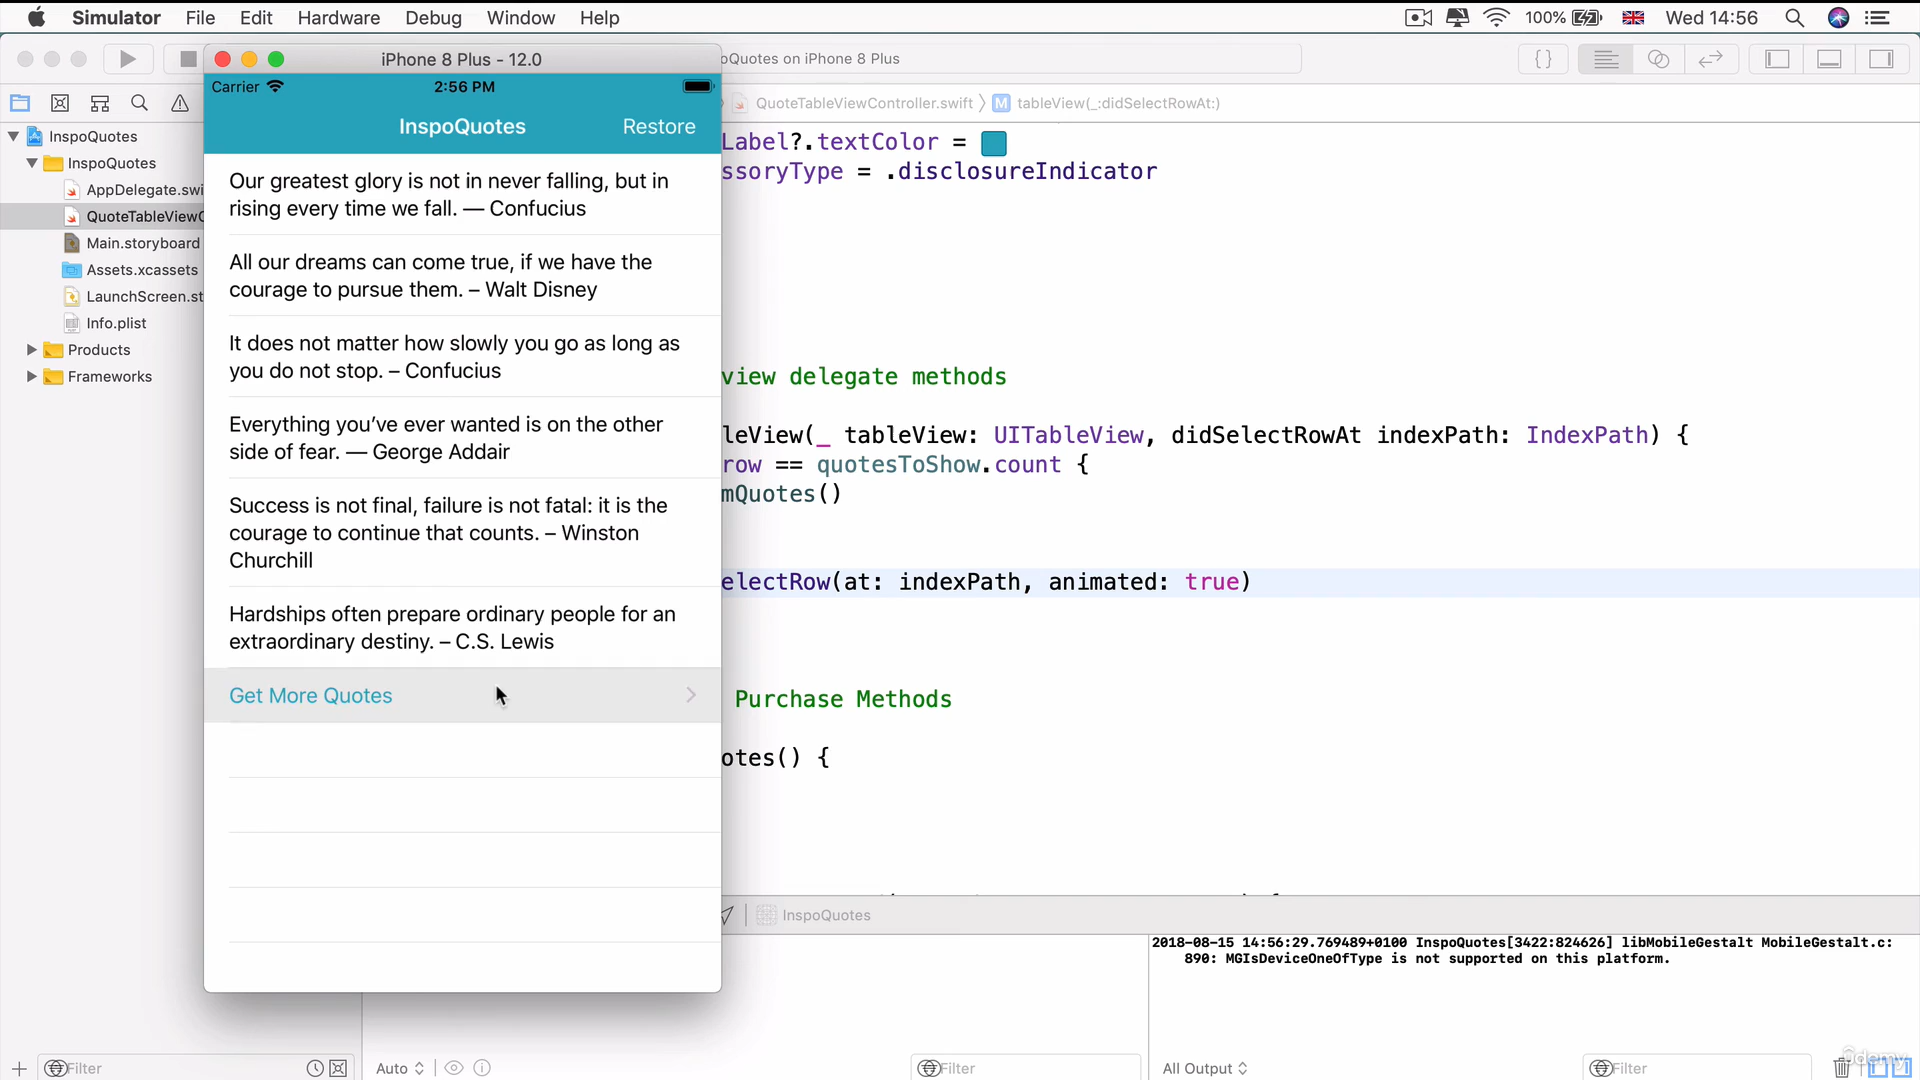 Simulator File Edit Hardware Debug Window Help 100% Wed 14:56
iPhone 8 Plus - 12.0
oQuotes on iPhone 8 Plus
Carrier 2:56 PM
InspoQuotes Restore
QuoteTableViewController.swift M tableView(_:didSelectRowAt:)
InspoQuotes
InspoQuotes
AppDelegate.swi
QuoteTableViewC
Main.storyboard
Assets.xcassets
LaunchScreen.st
Info.plist
Products
Frameworks
Our greatest glory is not in never falling, but in
rising every time we fall. — Confucius
All our dreams can come true, if we have the
courage to pursue them. – Walt Disney
It does not matter how slowly you go as long as
you do not stop. – Confucius
Everything you’ve ever wanted is on the other
side of fear. — George Addair
Success is not final, failure is not fatal: it is the
courage to continue that counts. – Winston
Churchill
Hardships often prepare ordinary people for an
extraordinary destiny. – C.S. Lewis
Get More Quotes
Label?.textColor =
ssoryType = .disclosureIndicator
view delegate methods
leView(_ tableView: UITableView, didSelectRowAt indexPath: IndexPath) {
row == quotesToShow.count {
mQuotes()
electRow(at: indexPath, animated: true)
Purchase Methods
otes() {
InspoQuotes
2018-08-15 14:56:29.769489+0100 InspoQuotes[3422:824626] libMobileGestalt MobileGestalt.c:
890: MGIsDeviceOneOfType is not supported on this platform.
Filter
Auto
Filter
All Output
Filter
Udemy